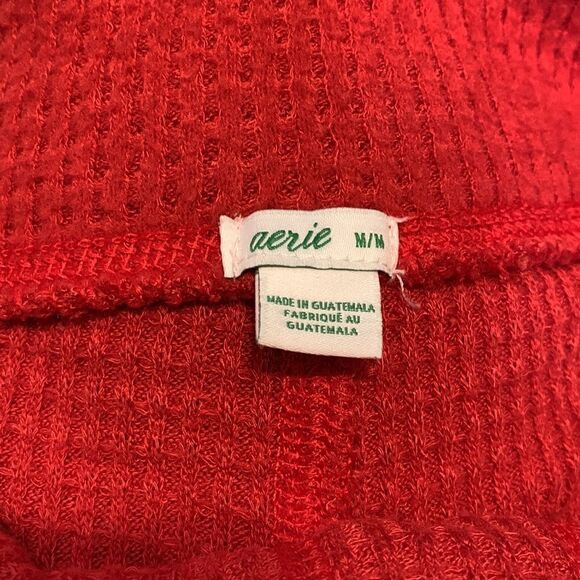 aerie M/M
MADE IN GUATEMALA
FABRIQUÉ AU
GUATEMALA